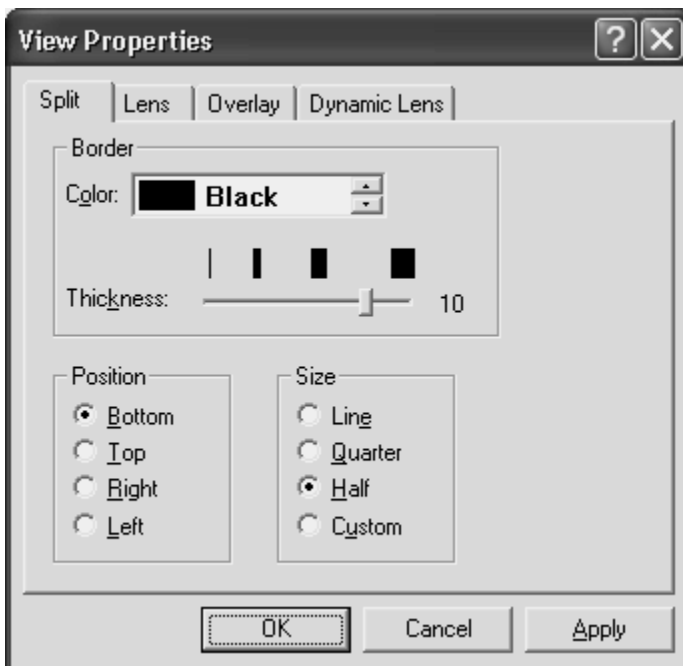 View Properties
Split Lens Overlay Dynamic Lens
Border
Color: Black
Thickness: 10
Position Size
Bottom Line
Top Quarter
Right Half
Left Custom
OK Cancel Apply